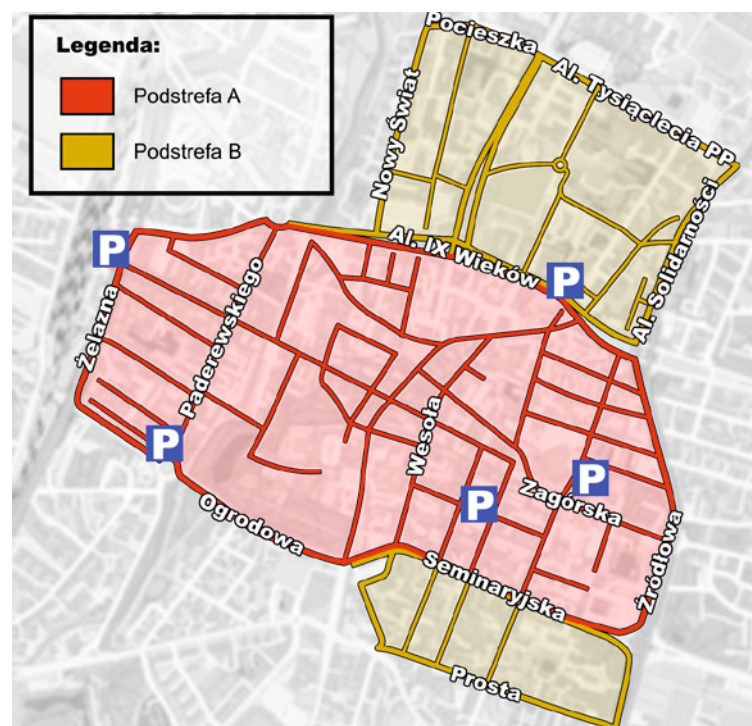 Legenda:
Podstrefa A
Podstrefa B
Pocieszka
Al. Tysiąclecia PP.
Nowy Świat
Al. Solidarności
Al. IX Wieków
P
P
Żelazna
Paderewskiego
Wesoła
P
P
P
Zagórska
Ogrodowa
Seminaryjska
Źródłowa
Prosta